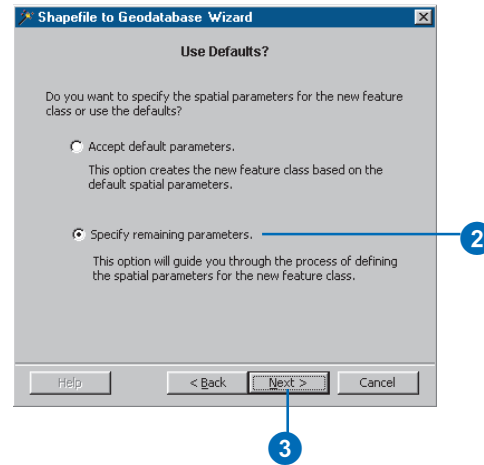 Shapefile to Geodatabase Wizard
Use Defaults?
Do you want to specify the spatial parameters for the new feature
class or use the defaults?
Accept default parameters.
This option creates the new feature class based on the
default spatial parameters.
Specify remaining parameters.
2
This option will guide you through the process of defining
the spatial parameters for the new feature class.
Help
< Back
Next >
Cancel
3